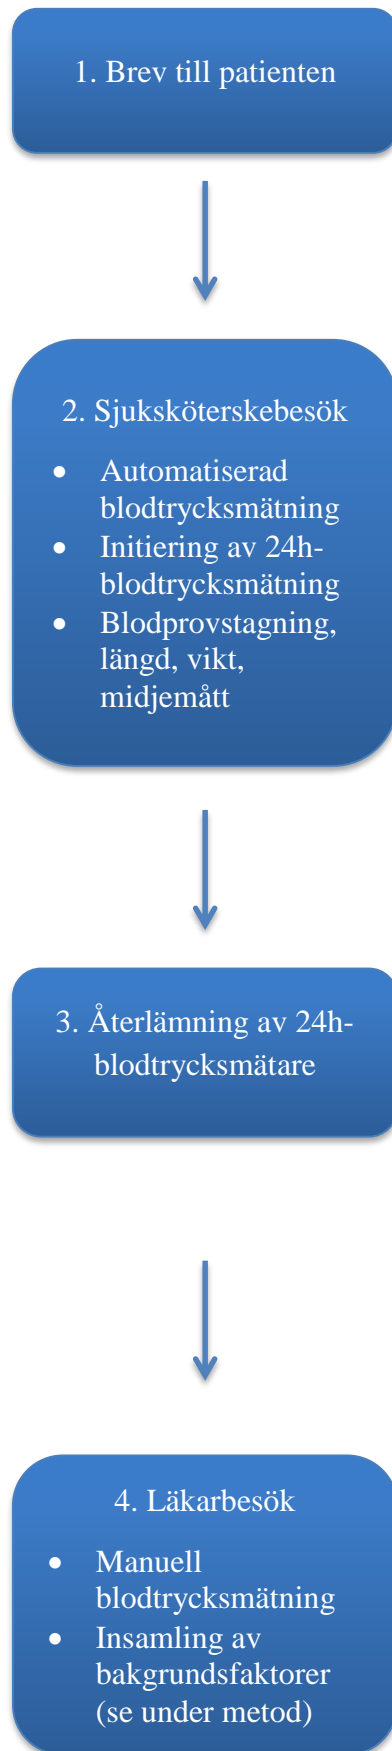 1. Brev till patienten
2. Sjuksköterskebesök
• Automatiserad
blodtrycksmätning
• Initiering av 24h-
blodtrycksmätning
• Blodprovstagning,
längd, vikt,
midjemått
3. Återlämning av 24h-
blodtrycksmätare
4. Läkarbesök
• Manuell
blodtrycksmätning
• Insamling av
bakgrundsfaktorer
(se under metod)